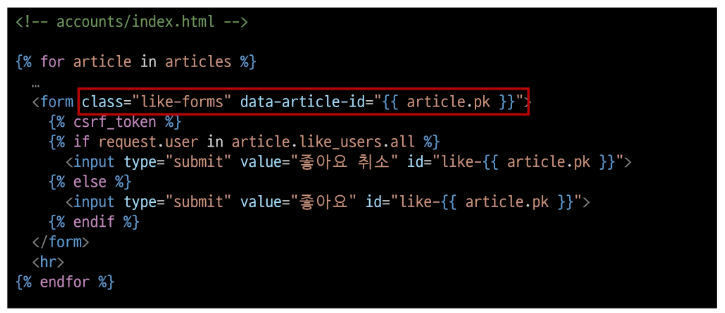 <!-- accounts/index.html -->
{% for article in articles %}
…
<form class="like-forms" data-article-id="{{ article.pk }}">
{% csrf_token %}
{% if request.user in article.like_users.all %}
<input type="submit" value="좋아요 취소" id="like-{{ article.pk }}">
{% else %}
<input type="submit" value="좋아요" id="like-{{ article.pk }}">
{% endif %}
</form>
<hr>
{% endfor %}